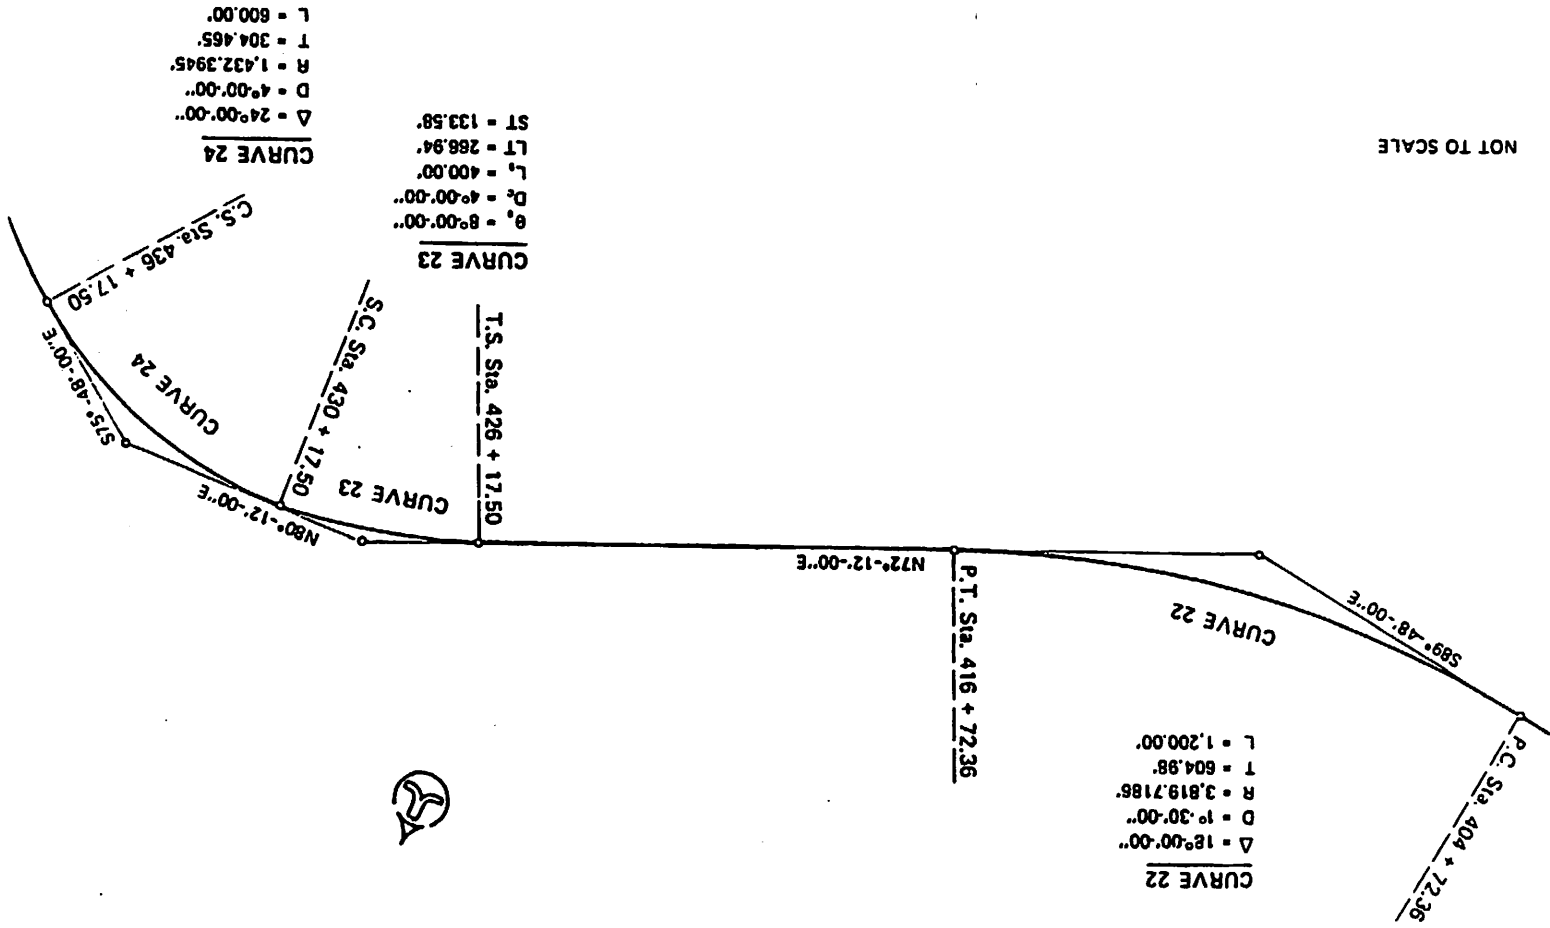 CURVE 22
Δ = 18°-00'-00"
D = 1°-30'-00"
R = 3,819.7186'
T = 604.98'
L = 1,200.00'
P.C. Sta. 404 + 72.36
S89°-48'-00"E
CURVE 22
P.T. Sta. 416 + 72.36
N72°-12'-00"E
T.S. Sta. 426 + 17.50
CURVE 23
N80°-12'-00"E
S.C. Sta. 430 + 17.50
CURVE 24
S75°-48'-00"E
C.S. Sta. 436 + 17.50
CURVE 23
θₛ = 8°-00'-00"
D꜀ = 4°-00'-00"
Lₛ = 400.00'
LT = 266.94'
ST = 133.58'
CURVE 24
Δ = 24°-00'-00"
D = 4°-00'-00"
R = 1,432.3945'
T = 304.465'
L = 600.00'
NOT TO SCALE